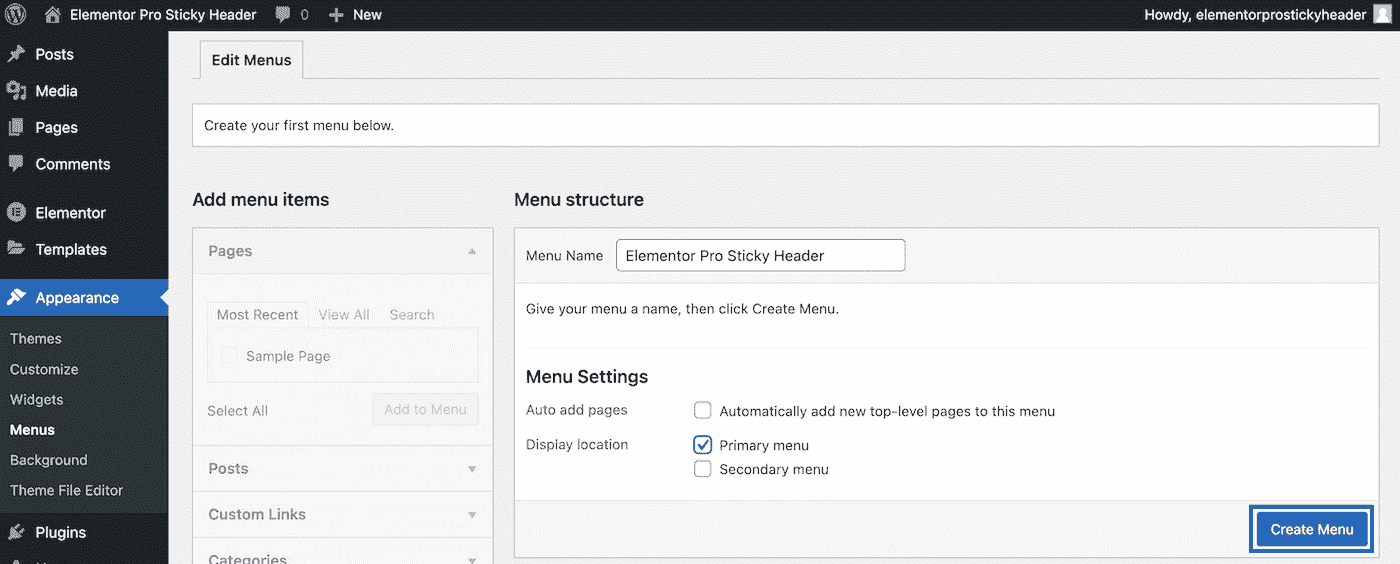 Elementor Pro Sticky Header 0 New Howdy, elementorprostickyheader
Posts
Media
Pages
Comments
Elementor
Templates
Appearance
Themes
Customize
Widgets
Menus
Background
Theme File Editor
Plugins
Edit Menus
Create your first menu below.
Add menu items
Pages
Most Recent View All Search
Sample Page
Select All Add to Menu
Posts
Custom Links
Categories
Menu structure
Menu Name Elementor Pro Sticky Header
Give your menu a name, then click Create Menu.
Menu Settings
Auto add pages Automatically add new top-level pages to this menu
Display location Primary menu
Secondary menu
Create Menu